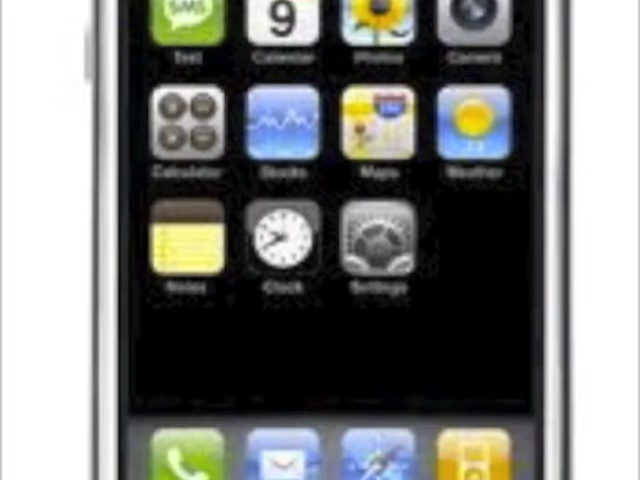 SMS
9
Text Calendar Photos Camera
Calculator Stocks Maps Weather
Notes Clock Settings